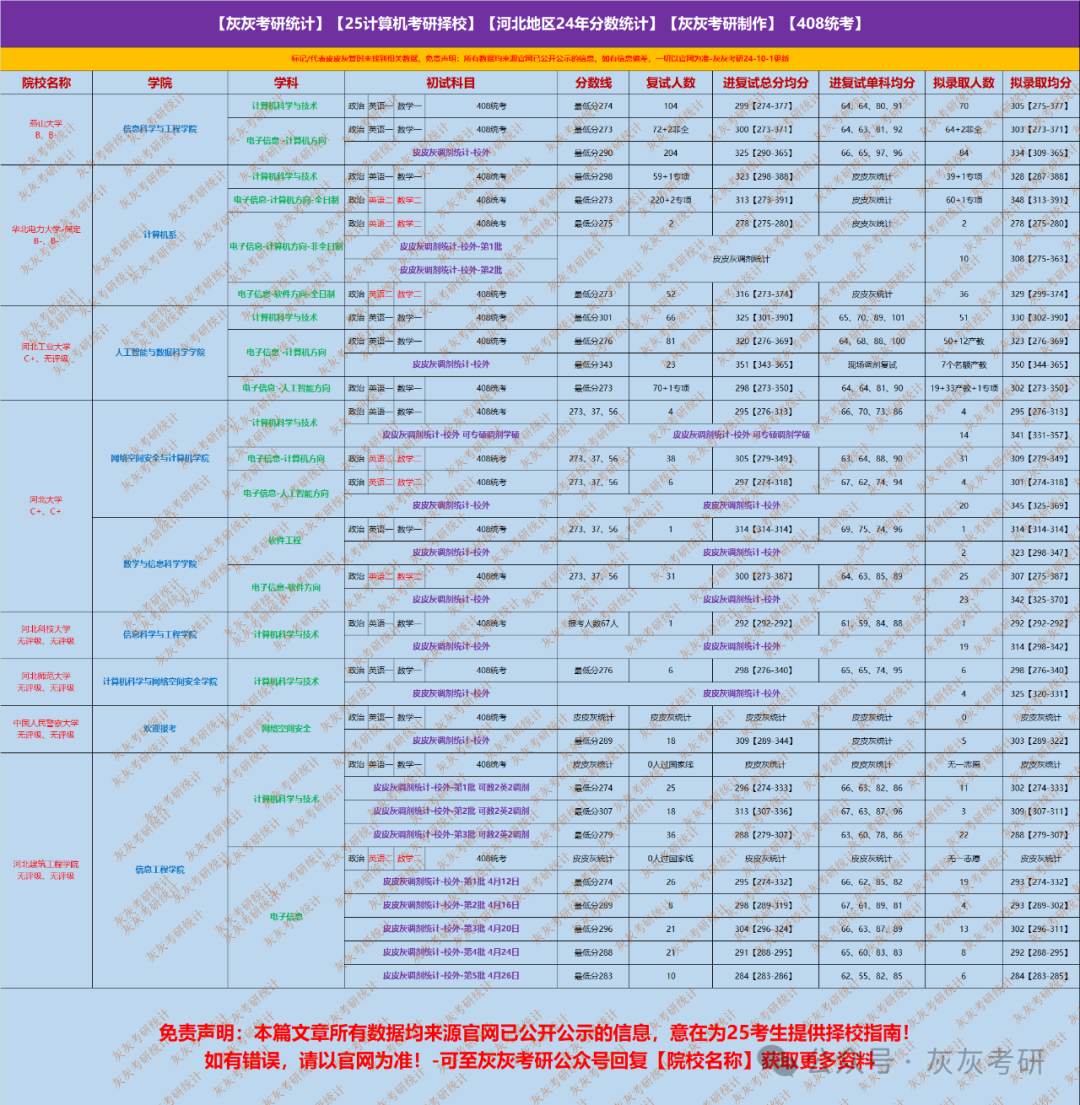 【灰灰考研统计】【25计算机考研择校】【河北地区24年分数统计】【灰灰考研制作】【408统考】
标记/代表皮皮灰暂时未找到相关数据，免责声明：所有数据均来源官网已公开公示的信息，如有信息偏差，一切以官网为准-灰灰考研24-10-1更新
院校名称 学院 学科 初试科目 分数线 复试人数 进复试总分均分 进复试单科均分 拟录取人数 拟录取均分
燕山大学
B、B-
信息科学与工程学院
计算机科学与技术 政治 英语一 数学一 408统考 最低分274 104 299【274-377】 64、64、80、91 70 305【275-377】
电子信息-计算机方向 政治 英语一 数学一 408统考 最低分273 72+2非全 300【273-371】 64、63、81、92 64+2非全 303【273-371】
皮皮灰调剂统计-校外 最低分290 204 325【290-365】 66、65、97、96 84 334【309-365】
华北电力大学-保定
B-、B-
计算机系
计算机科学与技术 政治 英语一 数学一 408统考 最低分298 59+1专项 323【298-388】 皮皮灰统计 39+1专项 328【287-388】
电子信息-计算机方向-全日制 政治 英语二 数学二 408统考 最低分273 220+2专项 313【273-391】 皮皮灰统计 60+1专项 348【313-391】
电子信息-计算机方向-非全日制 政治 英语二 数学二 408统考 最低分275 2 278【275-280】 皮皮灰统计 2 278【275-280】
皮皮灰调剂统计-校外-第1批 皮皮灰调剂统计 10 308【275-363】
皮皮灰调剂统计-校外-第2批
电子信息-软件方向-全日制 政治 英语二 数学二 408统考 最低分273 52 316【273-374】 皮皮灰统计 36 329【299-374】
河北工业大学
C+、无评级
人工智能与数据科学学院
计算机科学与技术 政治 英语一 数学一 408统考 最低分301 66 325【301-390】 65、70、89、101 51 330【302-390】
电子信息-计算机方向 政治 英语一 数学一 408统考 最低分276 81 320【276-369】 64、68、88、100 50+12产教 323【276-369】
皮皮灰调剂统计-校外 最低分343 23 351【343-365】 现场调剂复试 7个名额产教 350【344-365】
电子信息-人工智能方向 政治 英语一 数学一 408统考 最低分273 70+1专项 298【273-350】 64、64、81、90 19+33产教+1专项 302【273-350】
河北大学
C+、C+
网络空间安全与计算机学院
计算机科学与技术 政治 英语一 数学一 408统考 273、37、56 4 295【276-313】 66、70、73、86 4 295【276-313】
皮皮灰调剂统计-校外 可专硕调剂学硕 皮皮灰调剂统计-校外 可专硕调剂学硕 14 341【331-357】
电子信息-计算机方向 政治 英语二 数学二 408统考 273、37、56 38 305【279-349】 63、64、88、90 31 309【279-349】
电子信息-人工智能方向 政治 英语二 数学二 408统考 273、37、56 6 297【274-318】 67、62、74、94 4 301【274-318】
皮皮灰调剂统计-校外 皮皮灰调剂统计-校外 20 345【325-369】
数学与信息科学学院
软件工程 政治 英语一 数学一 408统考 273、37、56 1 314【314-314】 69、75、74、96 1 314【314-314】
皮皮灰调剂统计-校外 皮皮灰调剂统计-校外 2 323【298-347】
电子信息-软件方向 政治 英语二 数学二 408统考 273、37、56 31 300【273-387】 64、63、85、89 25 307【275-387】
皮皮灰调剂统计-校外 皮皮灰调剂统计-校外 23 342【325-370】
河北科技大学
无评级、无评级
信息科学与工程学院
计算机科学与技术 政治 英语一 数学一 408统考 报考人数67人 1 292【292-292】 61、59、84、88 1 292【292-292】
皮皮灰调剂统计-校外 皮皮灰调剂统计-校外 19 314【298-342】
河北师范大学
无评级、无评级
计算机科学与网络空间安全学院
计算机科学与技术 政治 英语一 数学一 408统考 最低分276 6 298【276-340】 65、65、74、95 6 298【276-340】
皮皮灰调剂统计-校外 皮皮灰调剂统计-校外 4 325【320-331】
中国人民警察大学
无评级、无评级
欢迎报考
网络空间安全 政治 英语一 数学一 408统考 皮皮灰统计 皮皮灰统计 皮皮灰统计 皮皮灰统计 0 皮皮灰统计
皮皮灰调剂统计-校外 最低分289 18 309【289-344】 皮皮灰统计 5 303【289-322】
河北建筑工程学院
无评级、无评级
信息工程学院
计算机科学与技术 政治 英语一 数学一 408统考 皮皮灰统计 0人过国家线 皮皮灰统计 皮皮灰统计 无一志愿 皮皮灰统计
皮皮灰调剂统计-校外-第1批 可数2英2调剂 最低分274 25 296【274-333】 66、63、82、86 11 302【274-333】
皮皮灰调剂统计-校外-第2批 可数2英2调剂 最低分307 18 313【307-336】 67、63、87、96 3 309【307-311】
皮皮灰调剂统计-校外-第3批 可数2英2调剂 最低分279 36 288【279-307】 63、60、78、86 22 288【279-307】
电子信息 政治 英语二 数学二 408统考 皮皮灰统计 0人过国家线 皮皮灰统计 皮皮灰统计 无一志愿 皮皮灰统计
皮皮灰调剂统计-校外-第1批 4月12日 最低分274 26 295【274-332】 66、62、85、82 19 293【274-332】
皮皮灰调剂统计-校外-第2批 4月16日 最低分289 8 298【289-319】 67、61、89、81 4 293【289-302】
皮皮灰调剂统计-校外-第3批 4月20日 最低分296 21 304【296-324】 66、63、87、89 13 302【296-311】
皮皮灰调剂统计-校外-第4批 4月24日 最低分288 21 291【288-295】 65、60、83、83 8 292【288-295】
皮皮灰调剂统计-校外-第5批 4月26日 最低分283 10 284【283-286】 62、55、82、85 6 284【283-285】
免责声明：本篇文章所有数据均来源官网已公开公示的信息，意在为25考生提供择校指南！
如有错误，请以官网为准！-可至灰灰考研公众号回复【院校名称】获取更多资料
公众号·灰灰考研